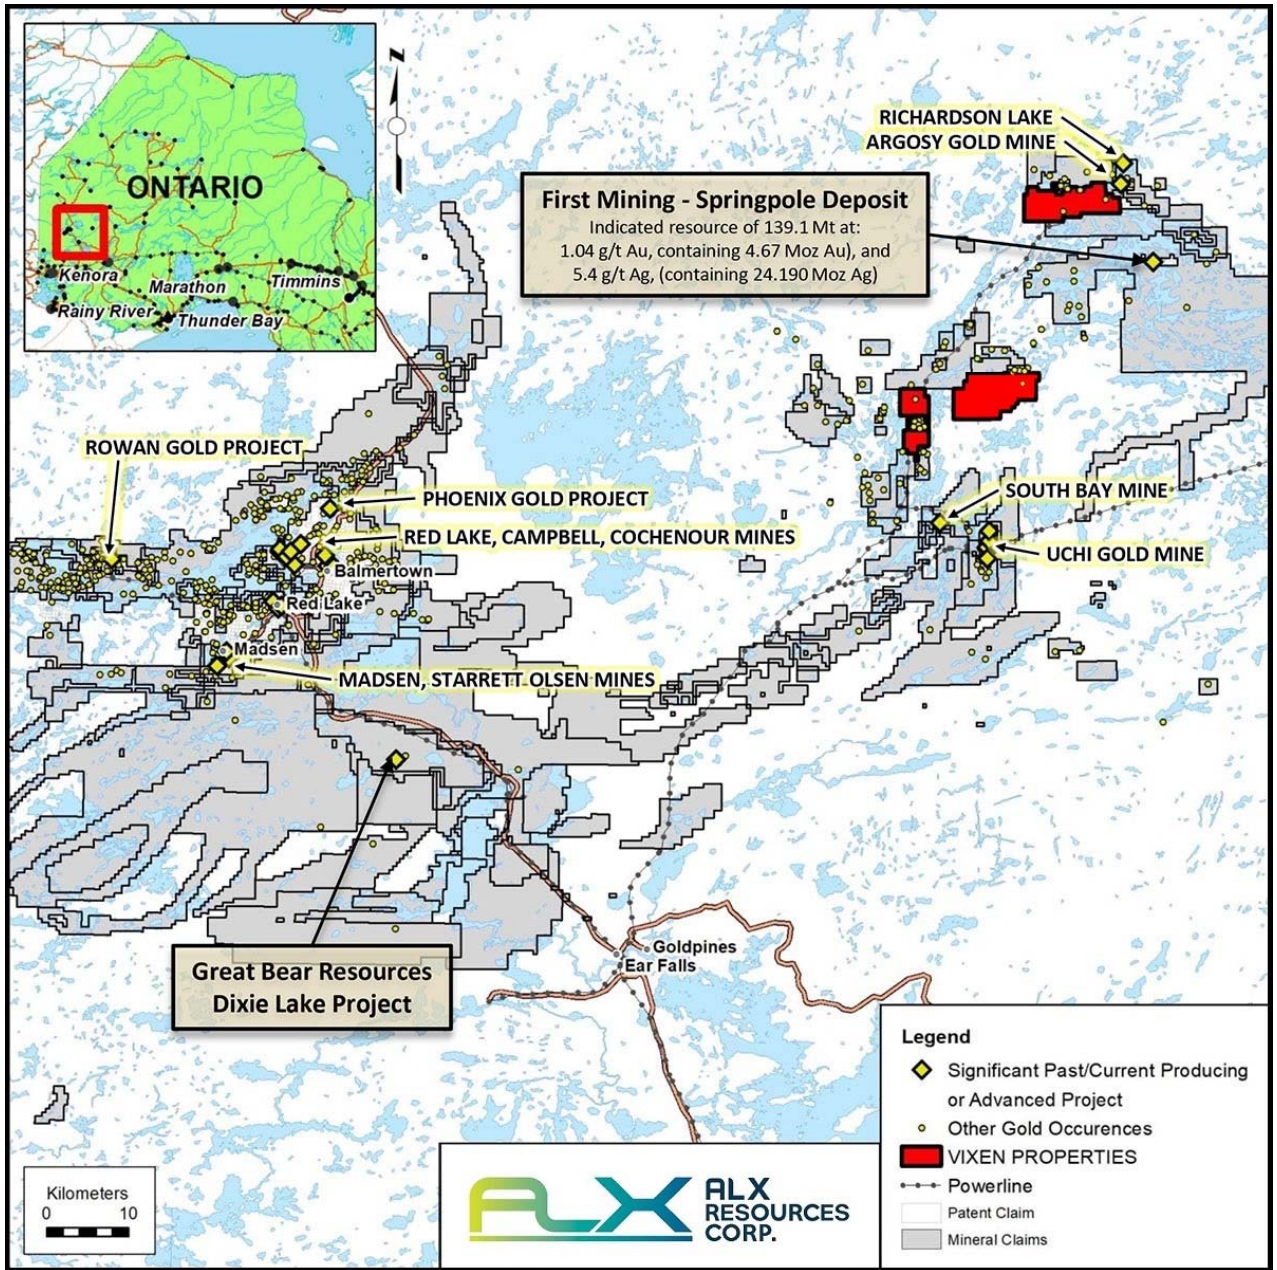 ONTARIO
Kenora
Marathon
Timmins
Rainy River
Thunder Bay
Z
RICHARDSON LAKE
ARGOSY GOLD MINE
First Mining - Springpole Deposit
Indicated resource of 139.1 Mt at:
1.04 g/t Au, containing 4.67 Moz Au), and
5.4 g/t Ag, (containing 24.190 Moz Ag)
ROWAN GOLD PROJECT
PHOENIX GOLD PROJECT
RED LAKE, CAMPBELL, COCHENOUR MINES
Balmertown
Red Lake
Madsen
MADSEN, STARRETT OLSEN MINES
SOUTH BAY MINE
UCHI GOLD MINE
Great Bear Resources
Dixie Lake Project
Goldpines
Ear Falls
Legend
Significant Past/Current Producing
or Advanced Project
Other Gold Occurences
VIXEN PROPERTIES
Powerline
Patent Claim
Mineral Claims
Kilometers
0 10
ALX
ALX
RESOURCES
CORP.